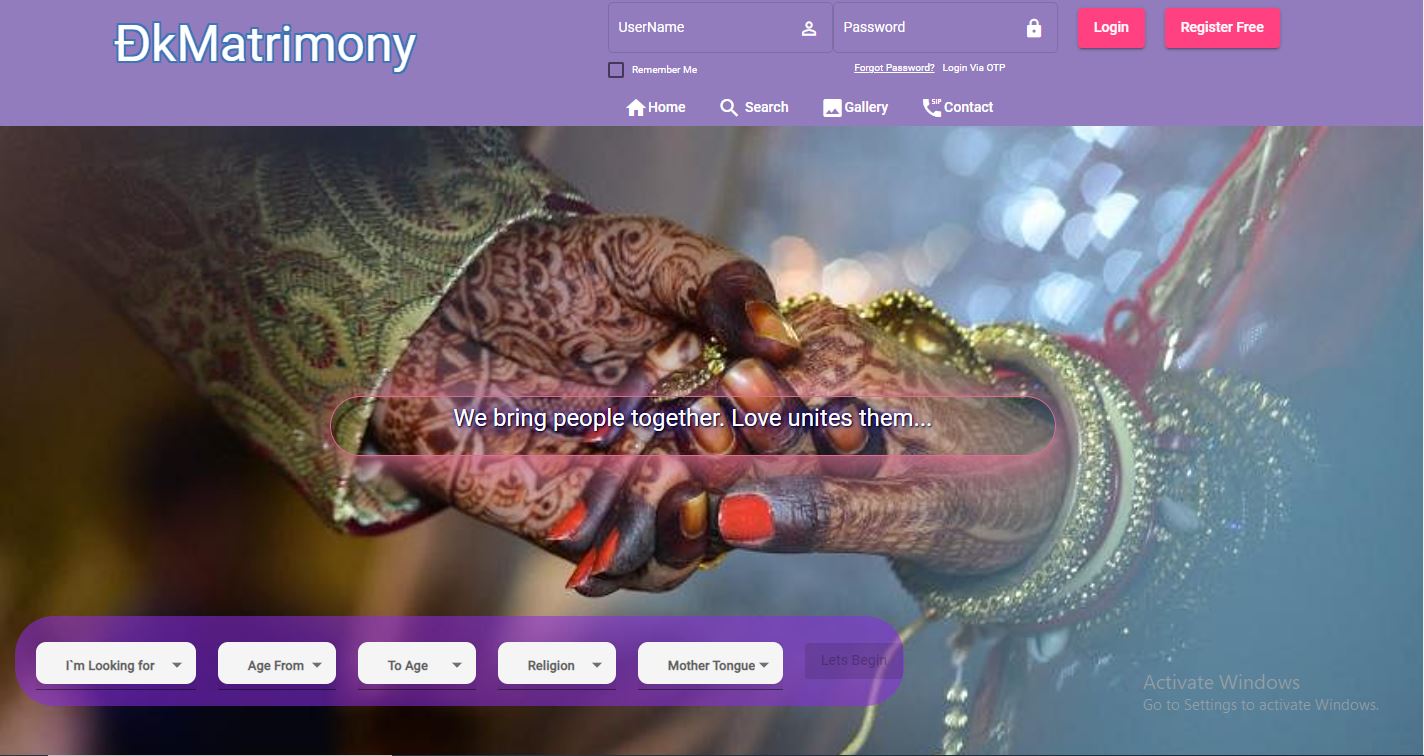 ĐkMatrimony
UserName
Password
Login
Register Free
Remember Me
Forgot Password?
Login Via OTP
Home
Search
Gallery
SIP
Contact
We bring people together. Love unites them...
I`m Looking for
Age From
To Age
Religion
Mother Tongue
Lets Begin
Activate Windows
Go to Settings to activate Windows.